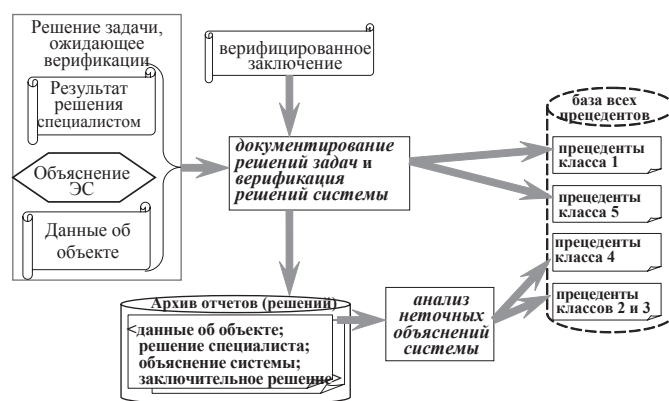 Решение задачи,
ожидающее
верификации
Результат
решения
специалистом
Объяснение
ЭС
Данные об
объекте
верифицированное
заключение
документирование
решений задач и
верификация
решений системы
база всех
прецедентов
прецеденты
класса 1
прецеденты
класса 5
прецеденты
класса 4
прецеденты
классов 2 и 3
Архив отчетов (решений)
<данные об объекте;
решение специалиста;
объяснение системы;
заключительное решение>
анализ
неточных
объяснений
системы